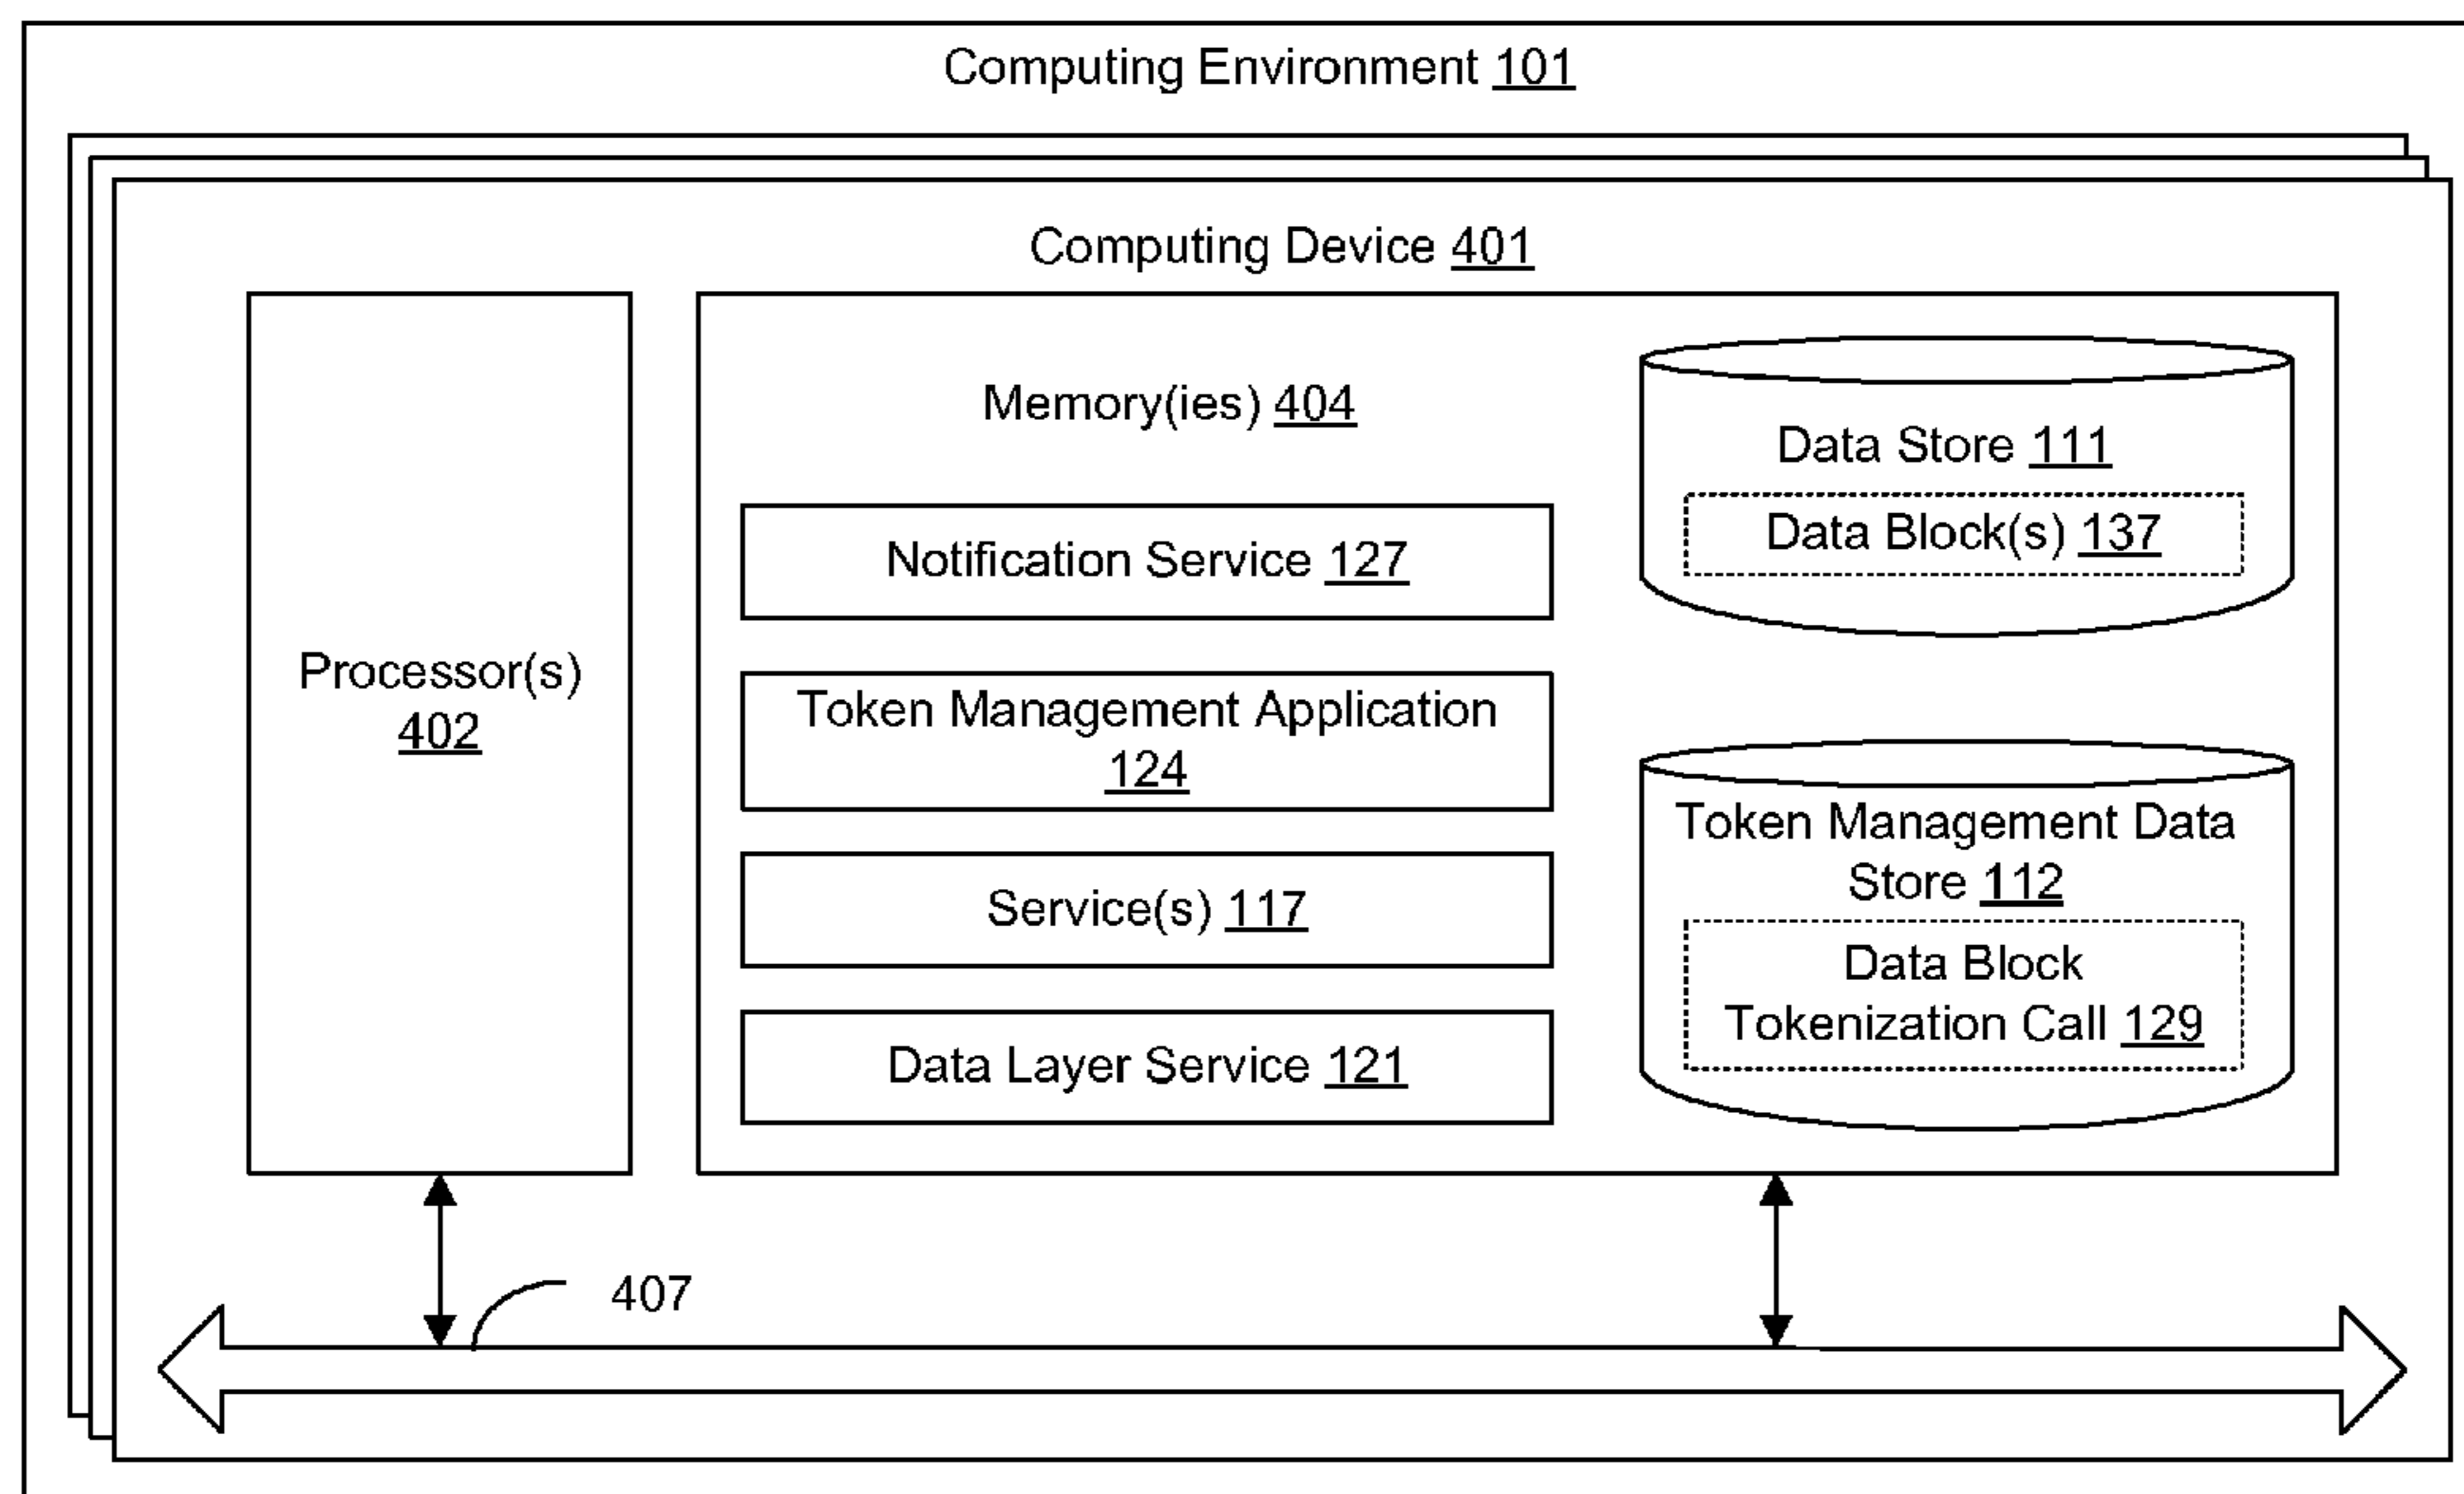 Computing Environment 101
Computing Device 401
Processor(s)
402
Memory(ies) 404
Notification Service 127
Token Management Application
124
Service(s) 117
Data Layer Service 121
Data Store 111
Data Block(s) 137
Token Management Data
Store 112
Data Block
Tokenization Call 129
407